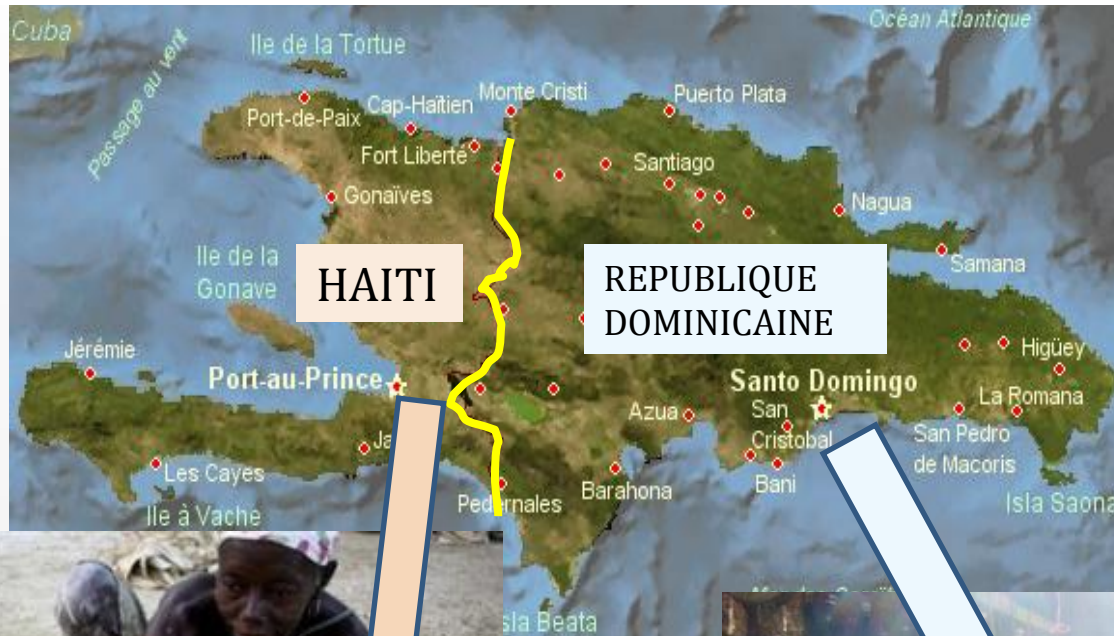 Cuba
Océan Atlantique
Passage au vent
Ile de la Tortue
Port-de-Paix
Cap-Haïtien
Monte Cristi
Puerto Plata
Fort Liberté
Santiago
Gonaïves
Nagua
Ile de la
Gonave
HAITI
REPUBLIQUE
DOMINICAINE
Samana
Jérémie
Port-au-Prince
Santo Domingo
Higüey
La Romana
Azua
San
Cristobal
San Pedro
de Macoris
Les Cayes
Pedernales
Barahona
Bani
Isla Saona
Ile à Vache
Isla Beata